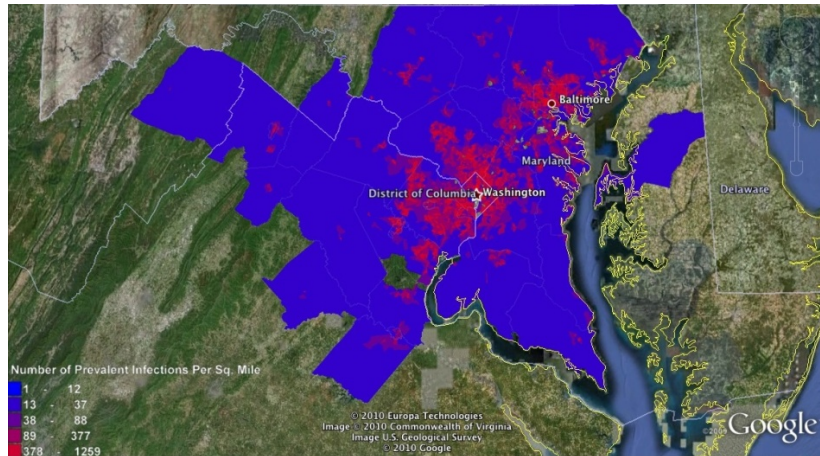 Baltimore
Maryland
District of Columbia Washington
Delaware
Number of Prevalent Infections Per Sq. Mile
1 - 12
13 - 37
38 - 88
89 377
378 - 1259
© 2010 Europa Technologies
Image © 2010 Commonwealth of Virginia
Image U.S. Geological Survey
© 2010 Google
Google